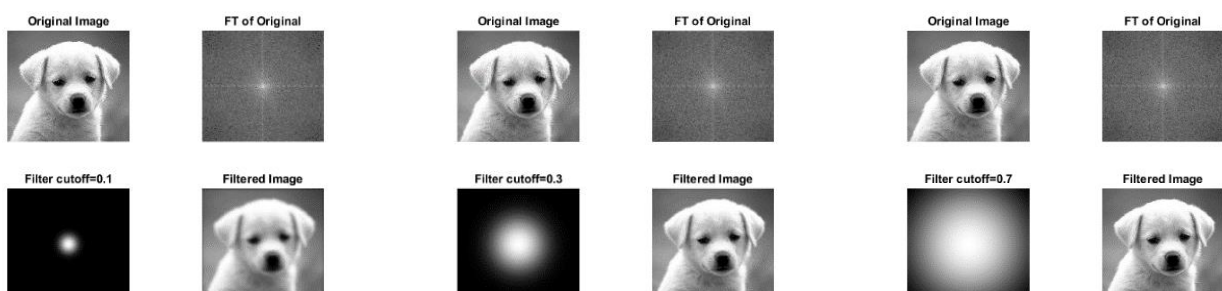 Original Image
FT of Original
Filter cutoff=0.1
Filtered Image
Original Image
FT of Original
Filter cutoff=0.3
Filtered Image
Original Image
FT of Original
Filter cutoff=0.7
Filtered Image